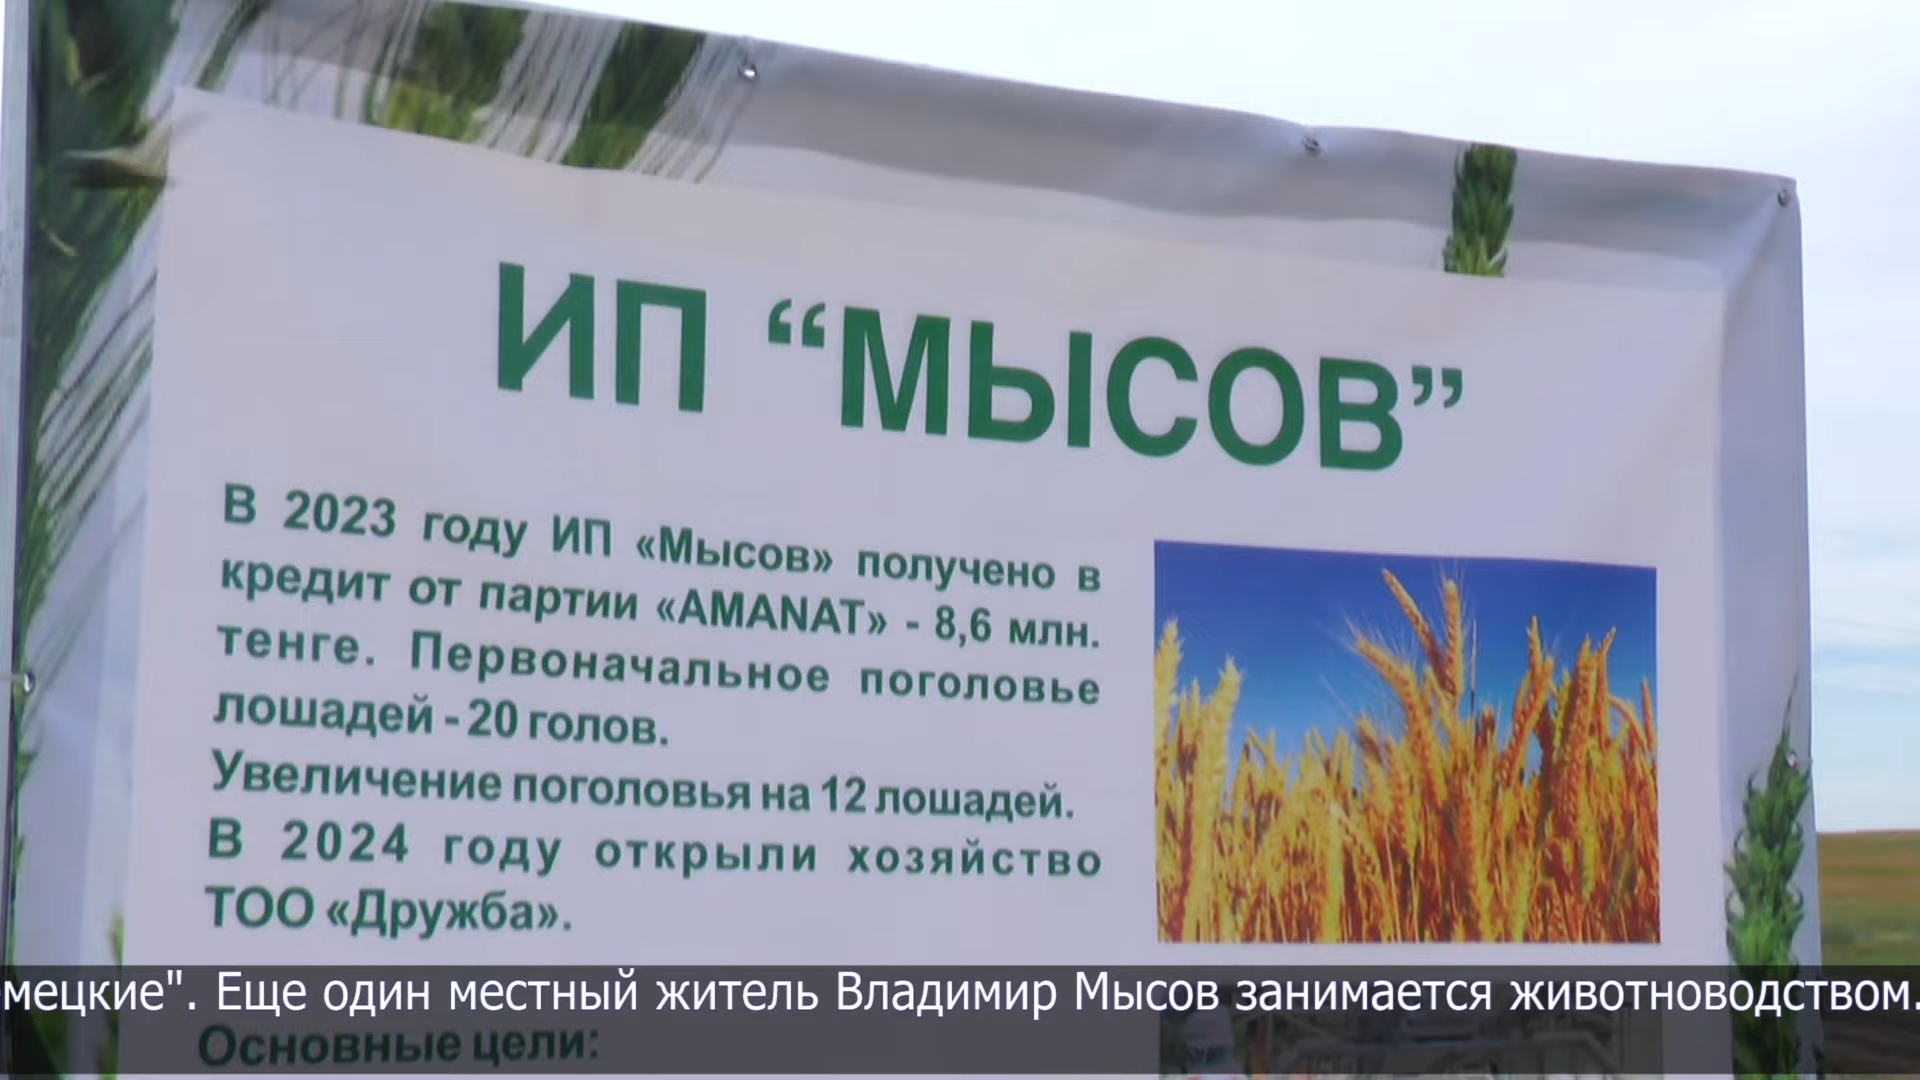 ИП “МЫСОВ”
В 2023 году ИП «Мысов» получено в
кредит от партии «AMANAT» - 8,6 млн.
тенге. Первоначальное поголовье
лошадей - 20 голов.
Увеличение поголовья на 12 лошадей.
В 2024 году открыли хозяйство
ТОО «Дружба».
мецкие". Еще один местный житель Владимир Мысов занимается животноводством.
Основные цели: